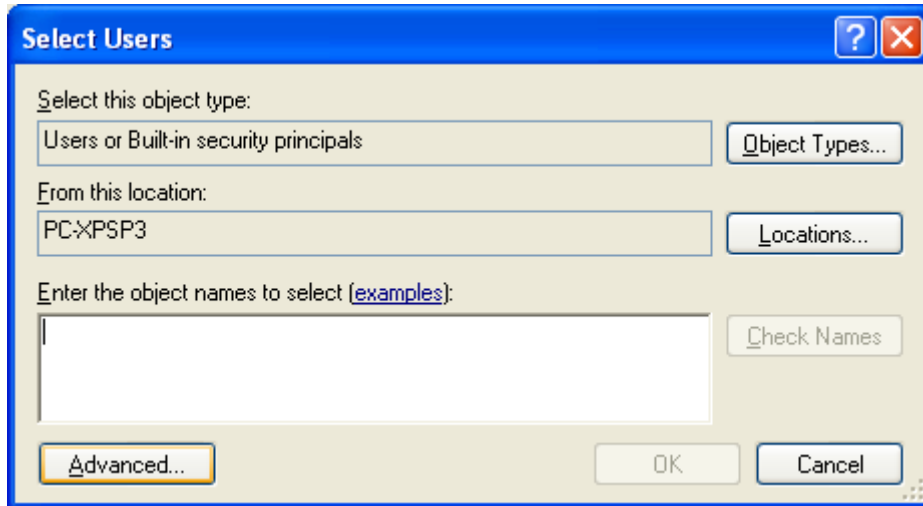 Select Users
Select this object type:
Users or Built-in security principals
Object Types...
From this location:
PC-XPSP3
Locations...
Enter the object names to select (examples):
Check Names
Advanced...
OK
Cancel